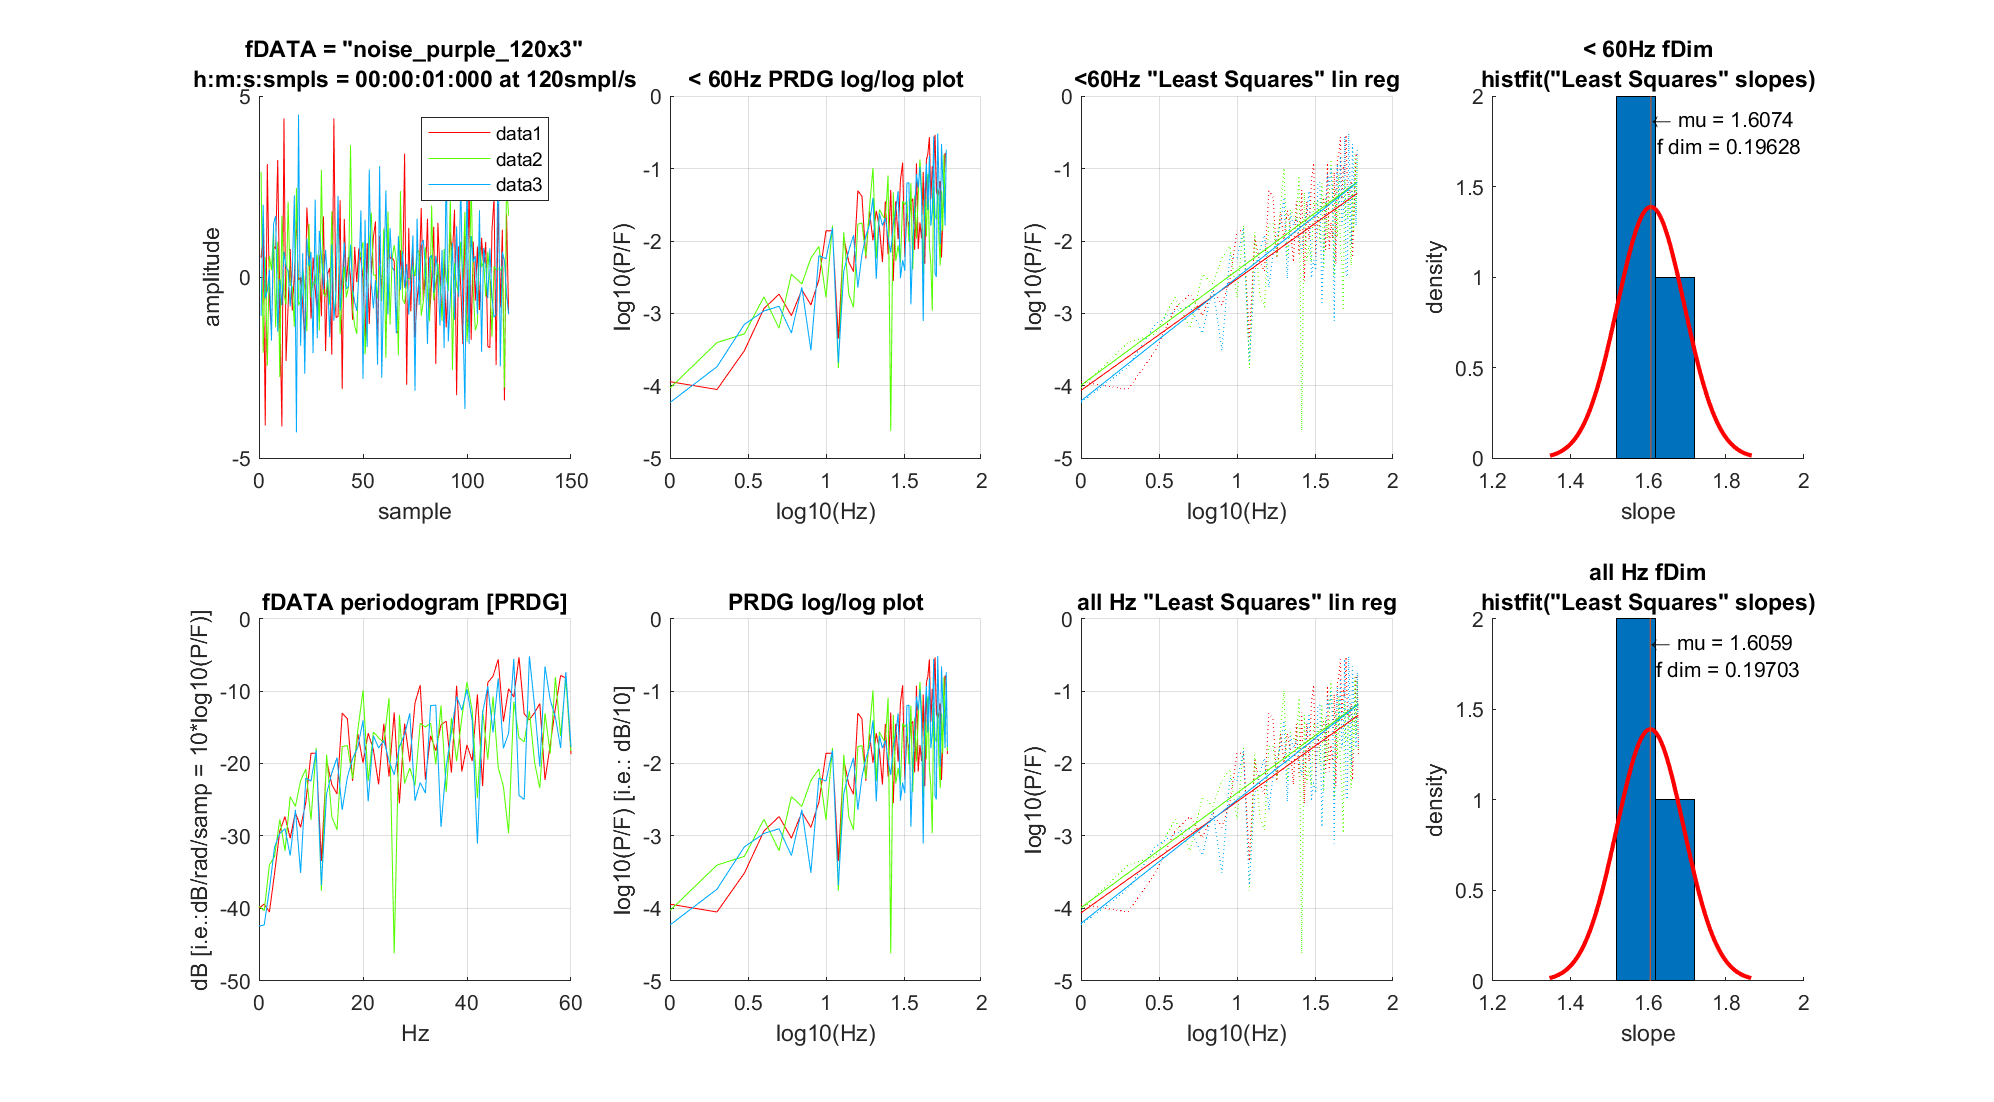 fDATA = "noise_purple_120x3"
h:m:s:smpls = 00:00:01:000 at 120smpl/s
5
0
-5
0
50
100
150
amplitude
sample
data1
data2
data3
< 60Hz PRDG log/log plot
0
-1
-2
-3
-4
-5
0
0.5
1
1.5
2
log10(P/F)
log10(Hz)
<60Hz "Least Squares" lin reg
0
-1
-2
-3
-4
-5
0
0.5
1
1.5
2
log10(P/F)
log10(Hz)
< 60Hz fDim
histfit("Least Squares" slopes)
2
1.5
1
0.5
0
1.2
1.4
1.6
1.8
2
density
slope
← mu = 1.6074
f dim = 0.19628
fDATA periodogram [PRDG]
0
-10
-20
-30
-40
-50
0
20
40
60
dB [i.e.:dB/rad/samp = 10*log10(P/F)]
Hz
PRDG log/log plot
0
-1
-2
-3
-4
-5
0
0.5
1
1.5
2
log10(P/F) [i.e.: dB/10]
log10(Hz)
all Hz "Least Squares" lin reg
0
-1
-2
-3
-4
-5
0
0.5
1
1.5
2
log10(P/F)
log10(Hz)
all Hz fDim
histfit("Least Squares" slopes)
2
1.5
1
0.5
0
1.2
1.4
1.6
1.8
2
density
slope
← mu = 1.6059
f dim = 0.19703